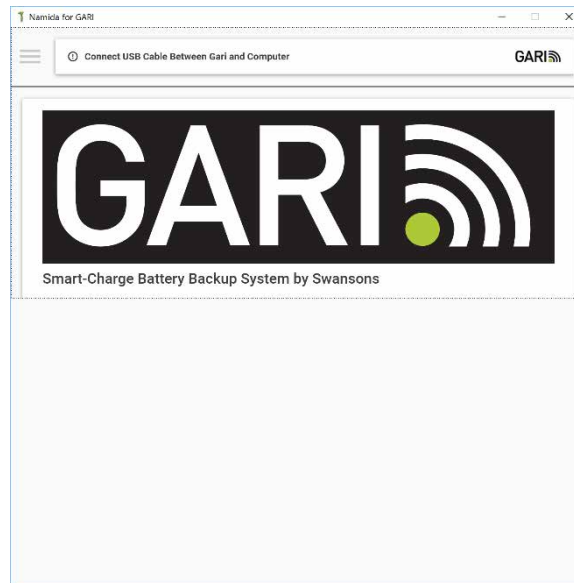 Namida for GARI
Connect USB Cable Between Gari and Computer
GARI
GARI
Smart-Charge Battery Backup System by Swansons